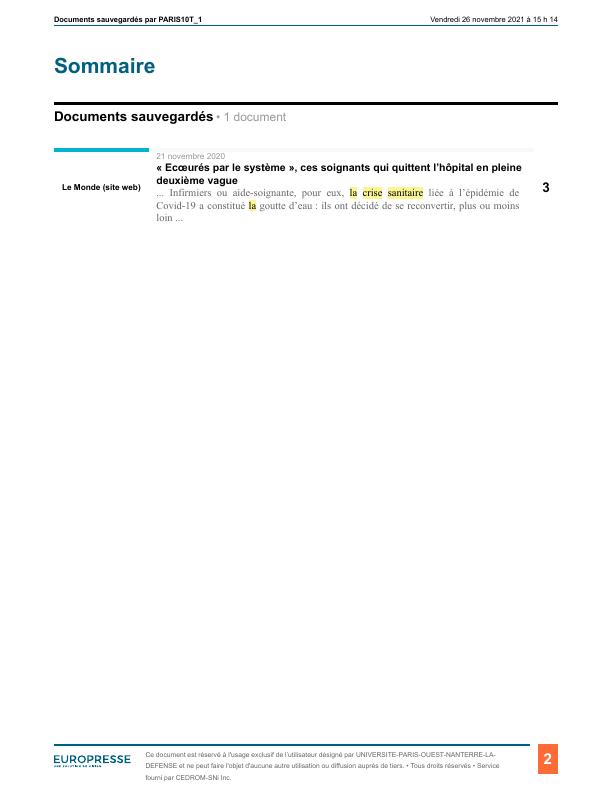 Documents sauvegardés par PARIS10T_1
Vendredi 26 novembre 2021 à 15 h 14
Sommaire
Documents sauvegardés • 1 document
21 novembre 2020
Le Monde (site web)
« Ecœurés par le système », ces soignants qui quittent l'hôpital en pleine
deuxième vague
... Infirmiers ou aide-soignante, pour eux, la crise sanitaire liée à l'épidémie de
Covid-19 a constitué la goutte d'eau : ils ont décidé de se reconvertir, plus ou moins
loin ...
3
EUROPRESSE
Ce document est réservé à l'usage exclusif de l'utilisateur désigné par UNIVERSITE-PARIS-OUEST-NANTERRE-LA-
DEFENSE et ne peut faire l'objet d'aucune autre utilisation ou diffusion auprès de tiers. • Tous droits réservés • Service
fourni par CEDROM-SNi Inc.
2